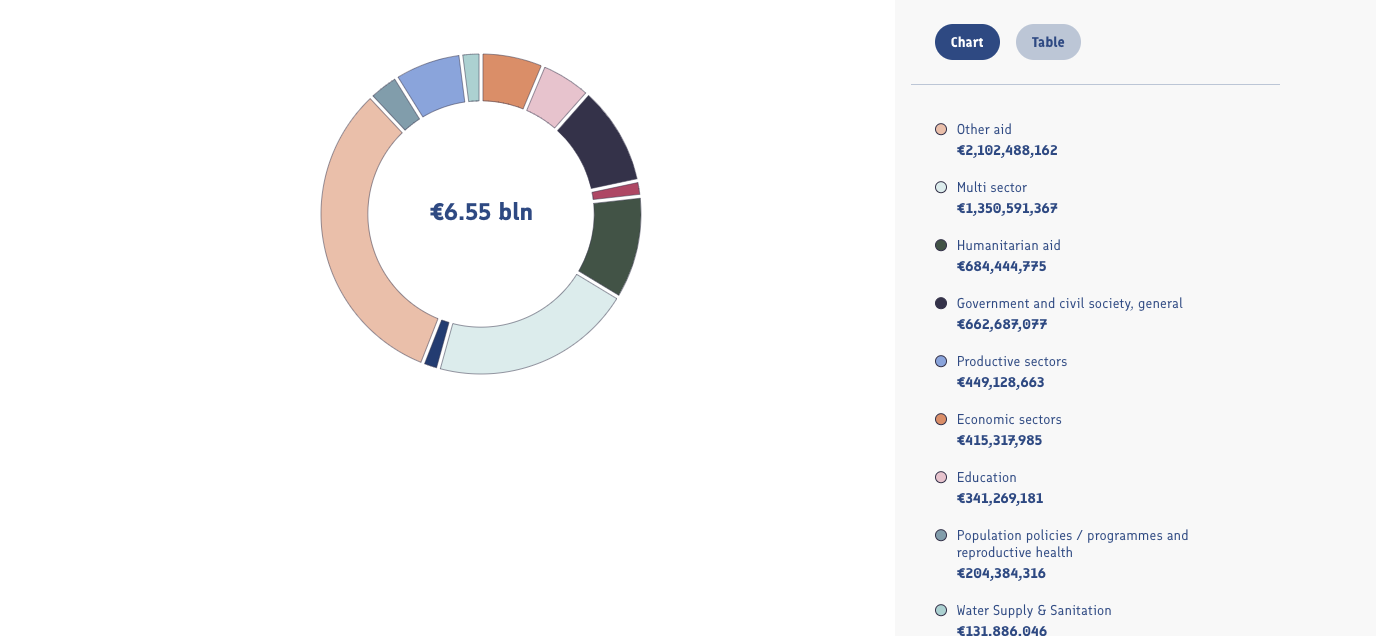 €6.55 bln
Chart
Table
Other aid
€2,102,488,162
Multi sector
€1,350,591,367
Humanitarian aid
€684,444,775
Government and civil society, general
€662,687,077
Productive sectors
€449,128,663
Economic sectors
€415,317,985
Education
€341,269,181
Population policies / programmes and
reproductive health
€204,384,316
Water Supply & Sanitation
€131,886,046